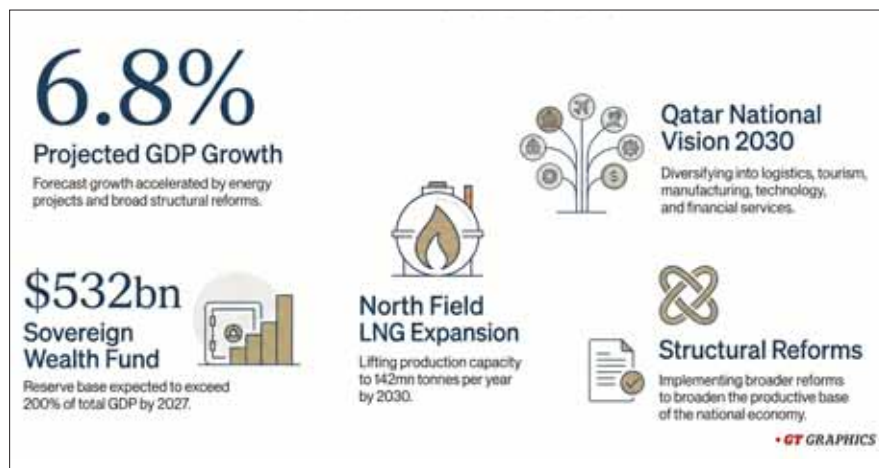 6.8%
Projected GDP Growth
Forecast growth accelerated by energy
projects and broad structural reforms.
$532bn
Sovereign
Wealth Fund
Reserve base expected to exceed
200% of total GDP by 2027.
North Field
LNG Expansion
Lifting production capacity
to 142mn tonnes per year
by 2030.
Qatar National
Vision 2030
Diversifying into logistics, tourism,
manufacturing, technology,
and financial services.
$
Structural Reforms
Implementing broader reforms
to broaden the productive base
of the national economy.
• GT GRAPHICS